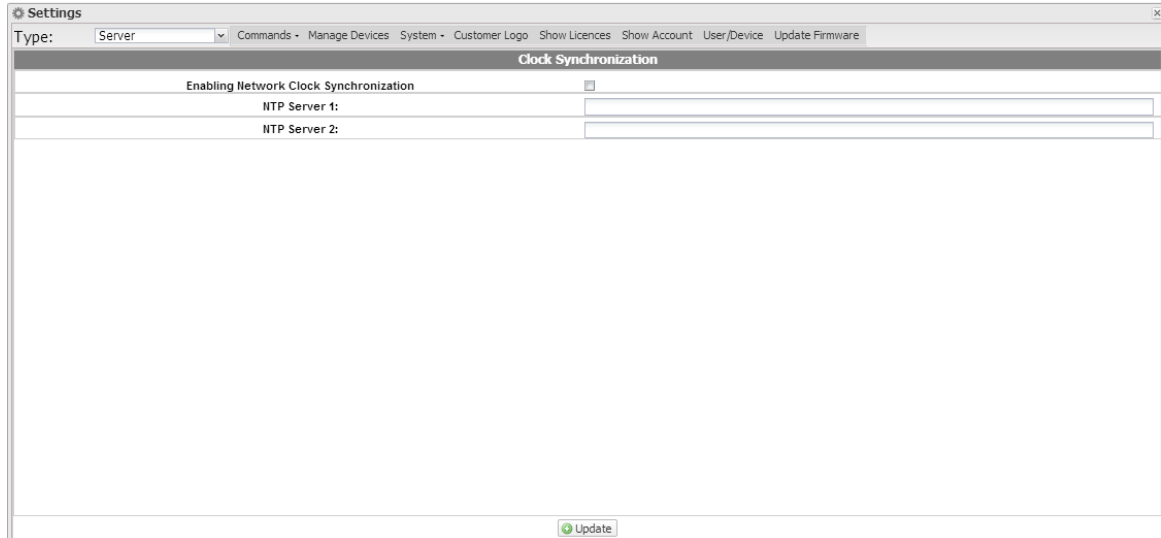 Settings
Type: Server Commands Manage Devices System Customer Logo Show Licences Show Account User/Device Update Firmware
Clock Synchronization
Enabling Network Clock Synchronization
NTP Server 1:
NTP Server 2:
Update